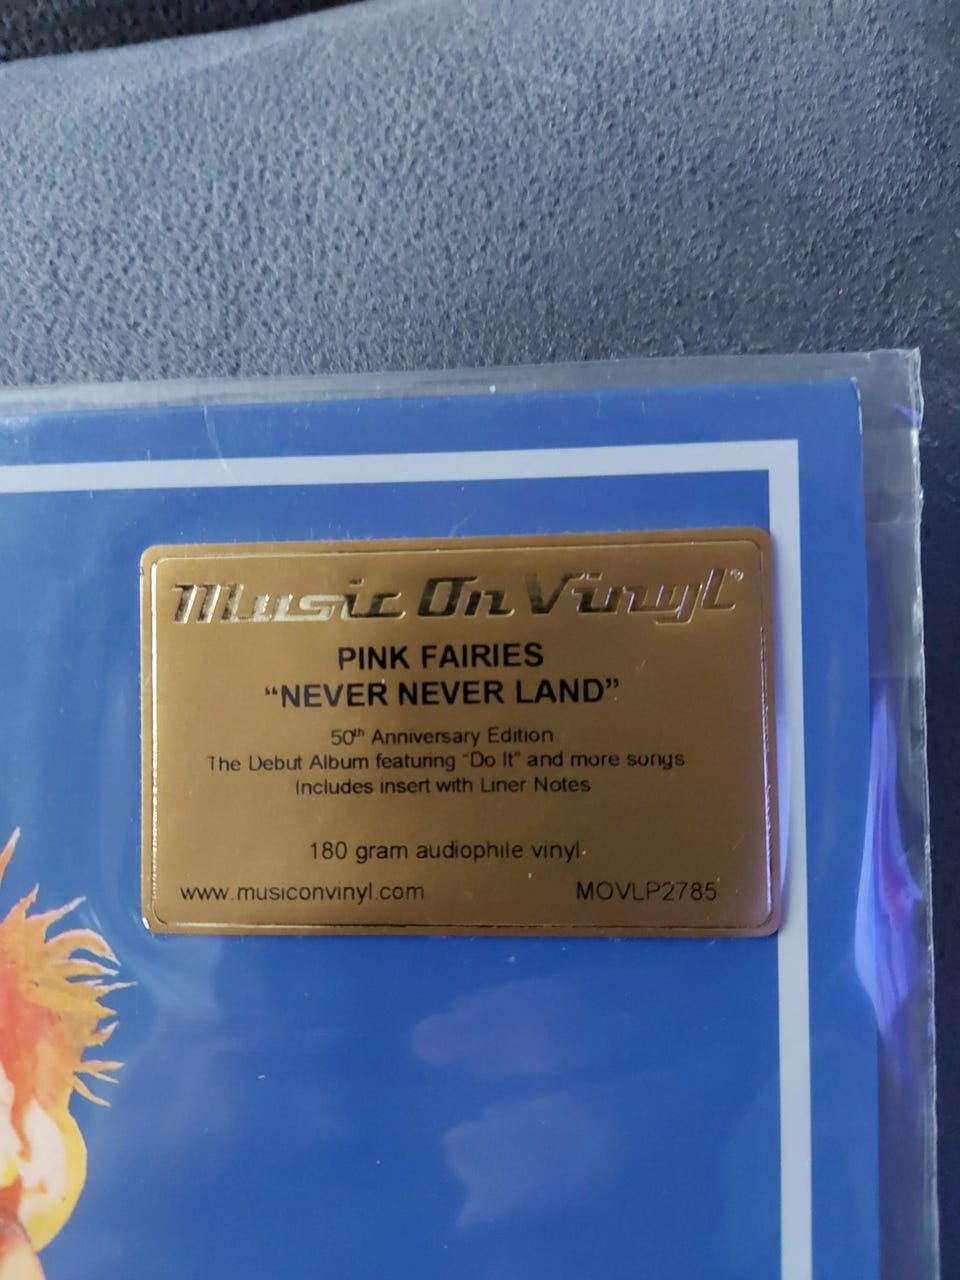 Music On Vinyl®
PINK FAIRIES
“NEVER NEVER LAND”
50th Anniversary Edition
The Debut Album featuring “Do It” and more songs
Includes insert with Liner Notes
180 gram audiophile vinyl.
www.musiconvinyl.com MOVLP2785